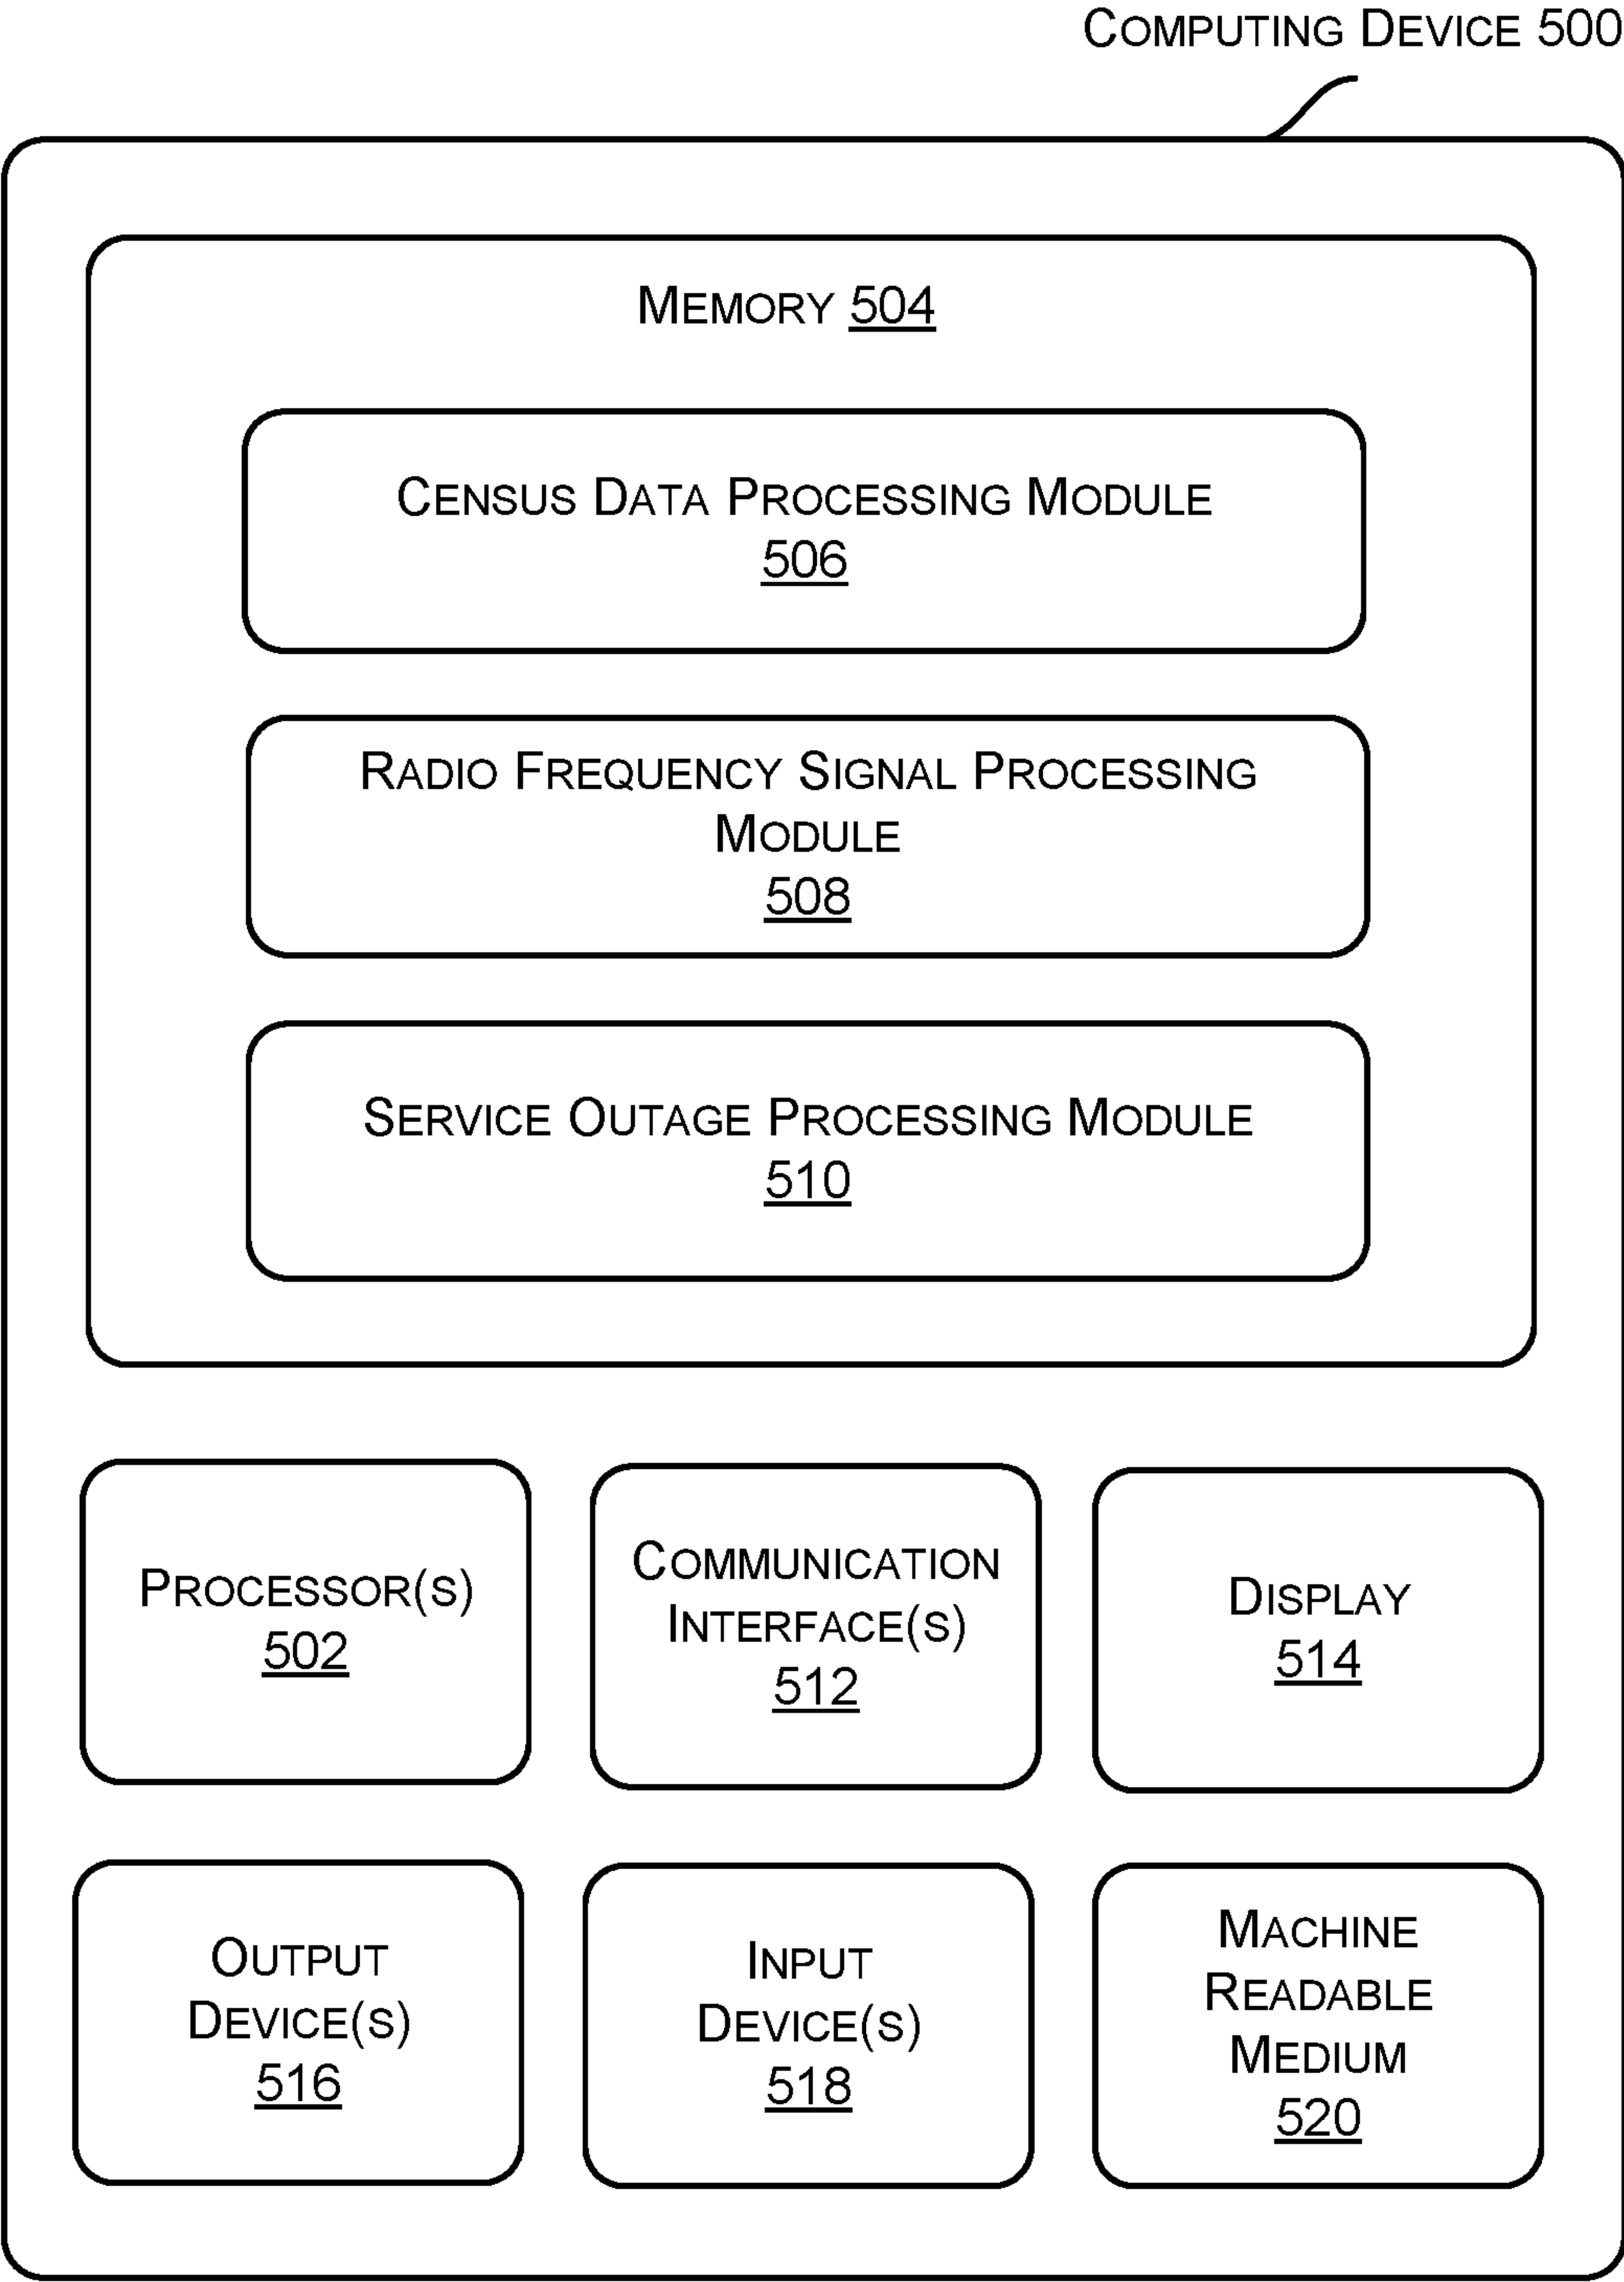 COMPUTING DEVICE 500
MEMORY 504
CENSUS DATA PROCESSING MODULE
506
RADIO FREQUENCY SIGNAL PROCESSING
MODULE
508
SERVICE OUTAGE PROCESSING MODULE
510
PROCESSOR(S)
502
COMMUNICATION
INTERFACE(S)
512
DISPLAY
514
OUTPUT
DEVICE(S)
516
INPUT
DEVICE(S)
518
MACHINE
READABLE
MEDIUM
520